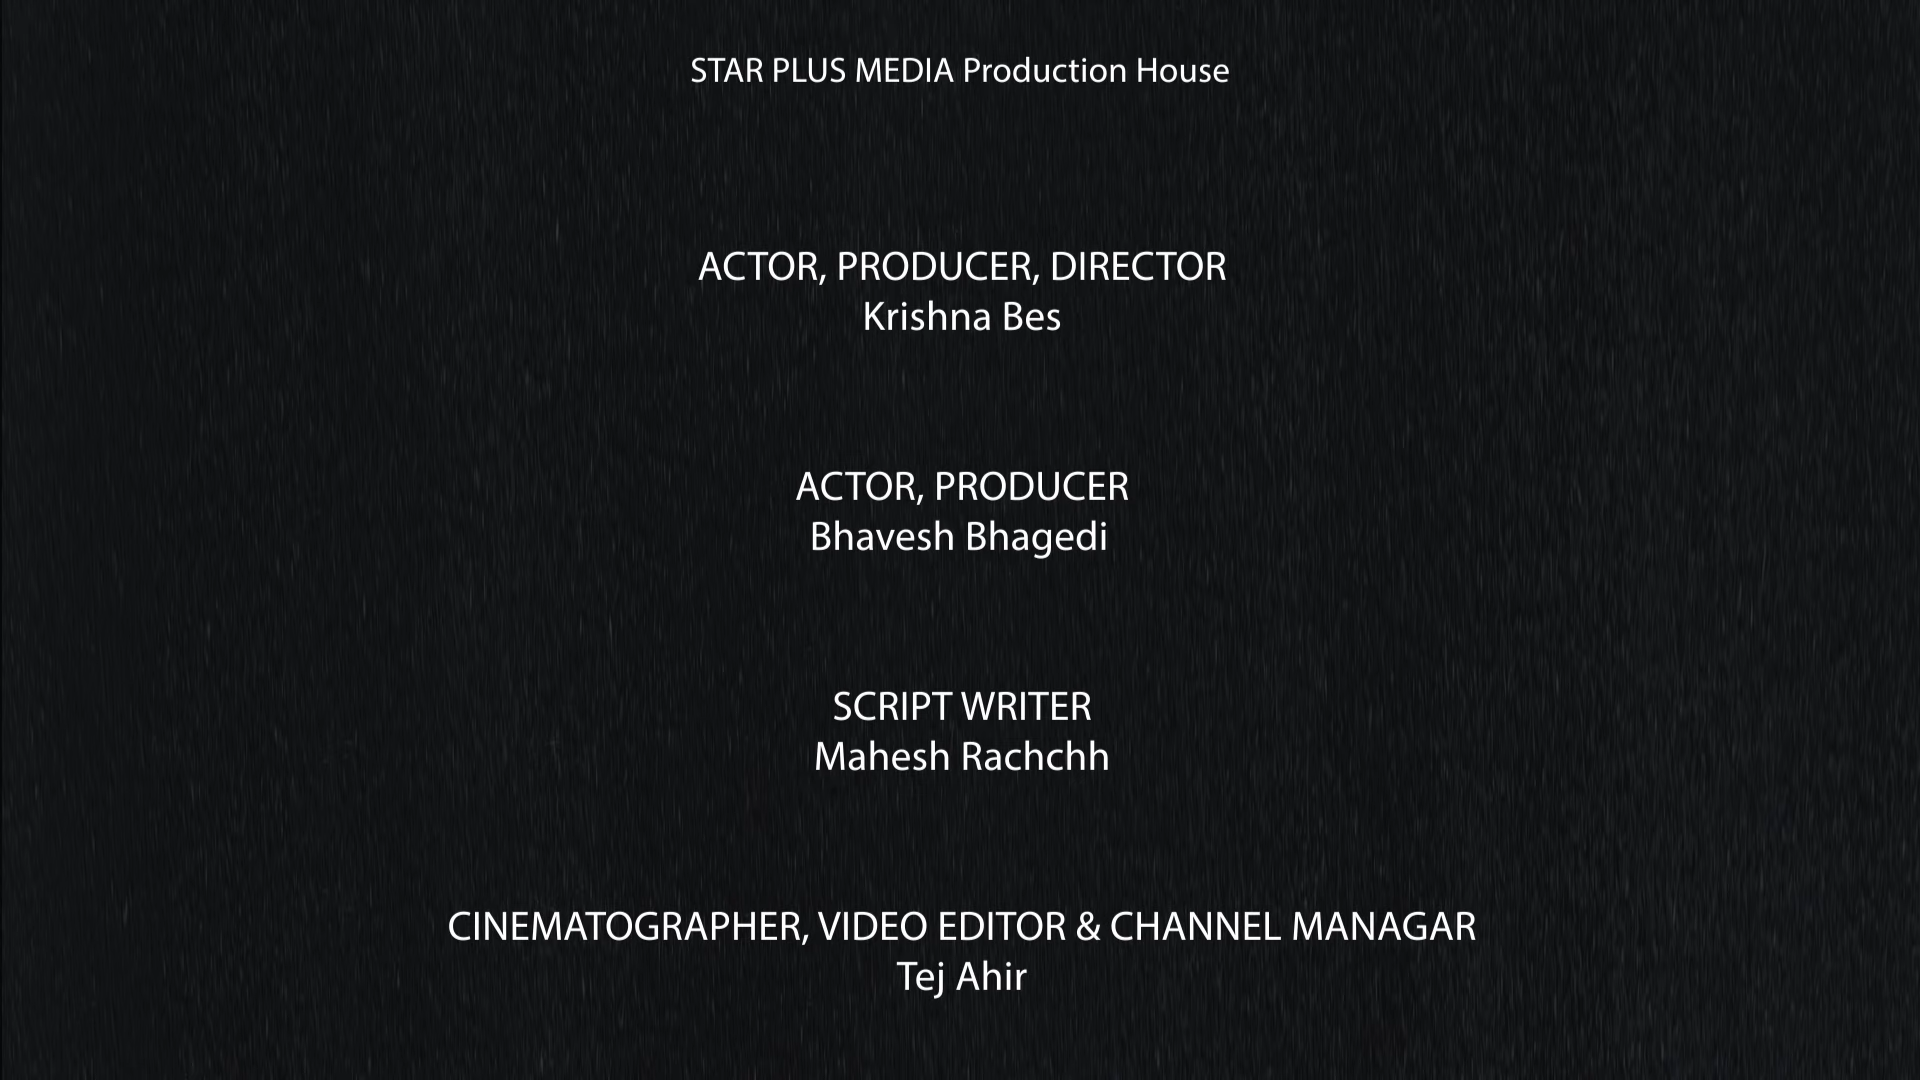 STAR PLUS MEDIA Production House
ACTOR, PRODUCER, DIRECTOR
Krishna Bes
ACTOR, PRODUCER
Bhavesh Bhagedi
SCRIPT WRITER
Mahesh Rachchh
CINEMATOGRAPHER, VIDEO EDITOR & CHANNEL MANAGAR
Tej Ahir